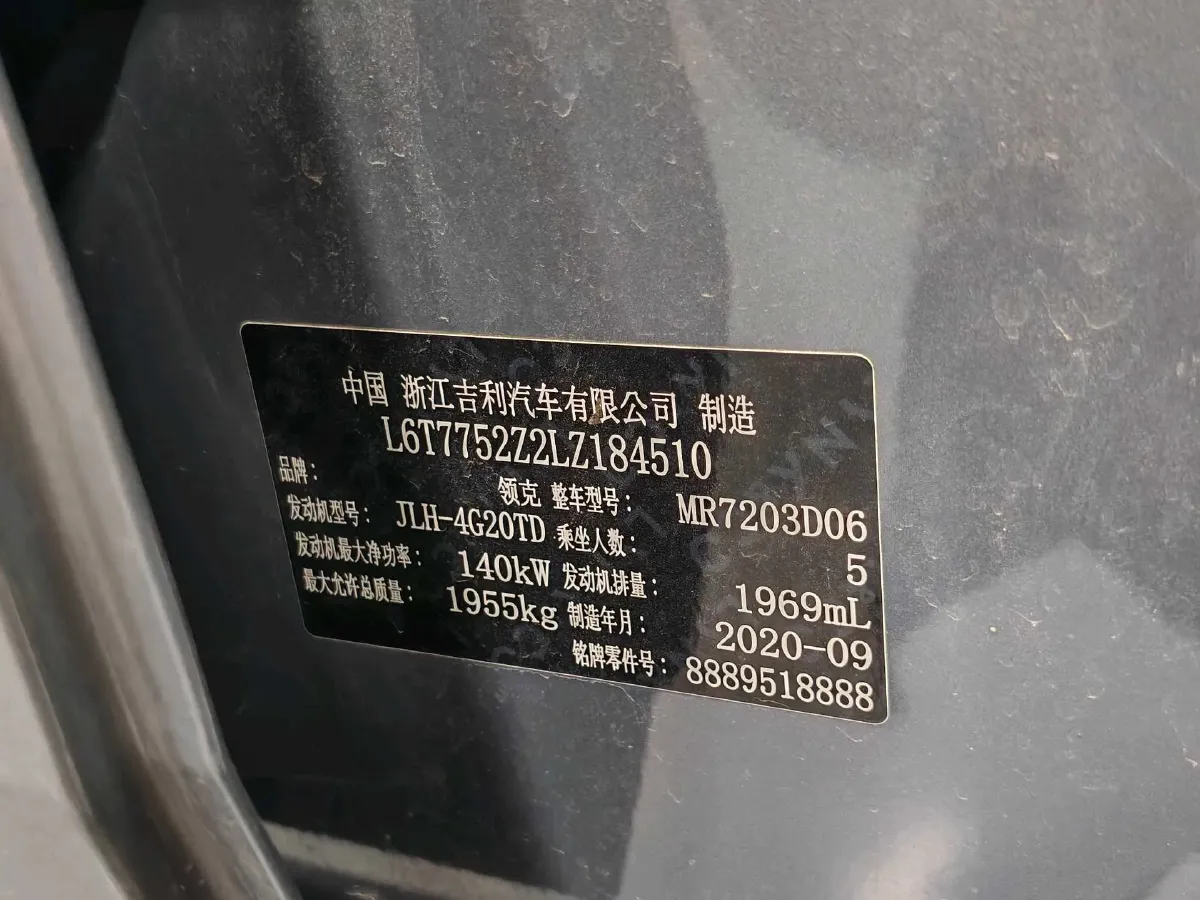 中国 浙江吉利汽车有限公司 制造
L6T7752Z2LZ184510
品牌: 领克 整车型号: MR7203D06
发动机型号: JLH-4G20TD 乘坐人数: 5
发动机最大净功率: 140kW 发动机排量: 1969mL
最大允许总质量: 1955kg 制造年月: 2020-09
铭牌零件号: 8889518888